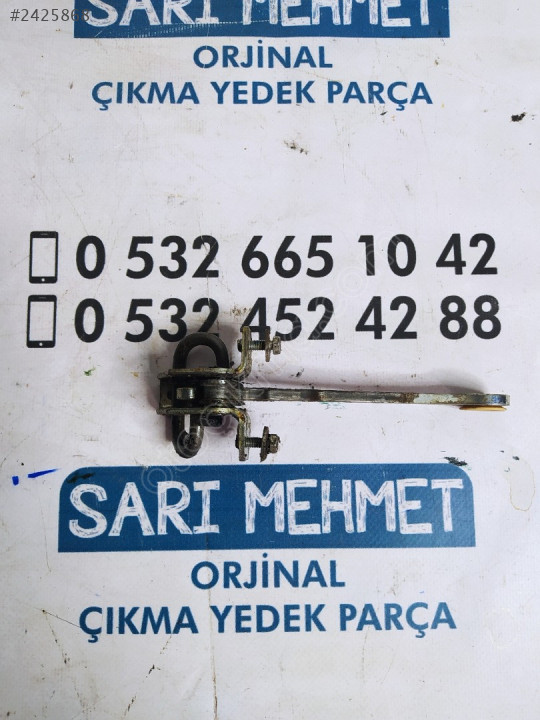 #2425868
SARI MEHMET
ORJİNAL
ÇIKMA YEDEK PARÇA
0 532 665 10 42
0 532 452 42 88
SARI MEHMET
ORJİNAL
ÇIKMA YEDEK PARÇA